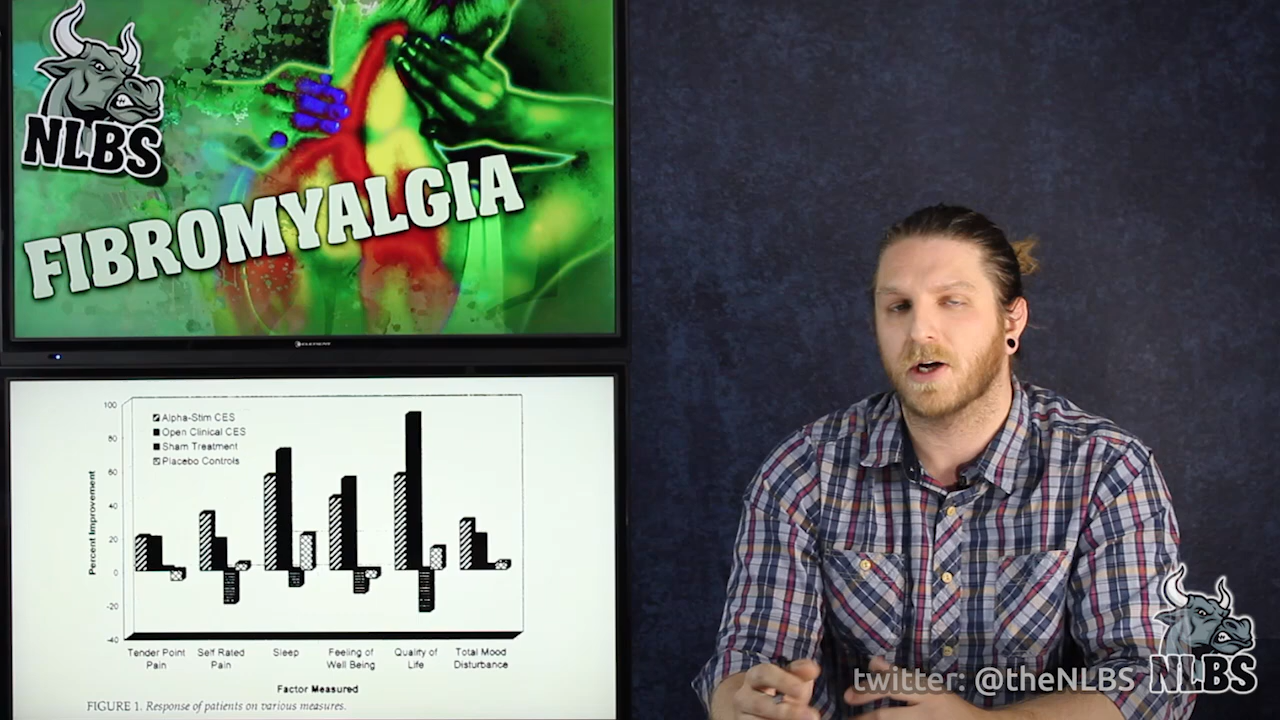 NLBS
FIBROMYALGIA
100
80
60
40
20
0
-20
-40
Percent Improvement
Alpha-Stim CES
Open Clinical CES
Sham Treatment
Placebo Controls
Tender Point Pain
Self Rated Pain
Sleep
Feeling of Well Being
Quality of Life
Total Mood Disturbance
Factor Measured
FIGURE 1. Response of patients on various measures.
twitter: @theNLBS
NLBS